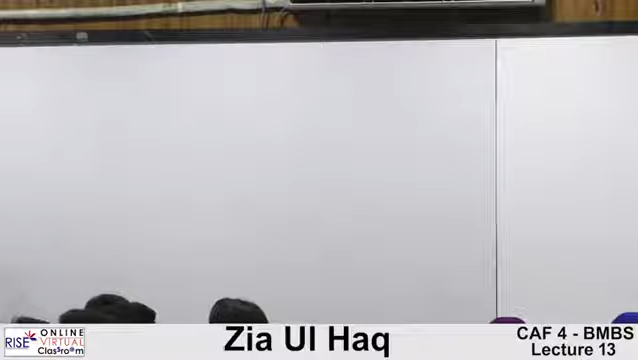 RISE
ONLINE
VIRTUAL
Classroom
Zia Ul Haq
CAF 4 - BMBS
Lecture 13